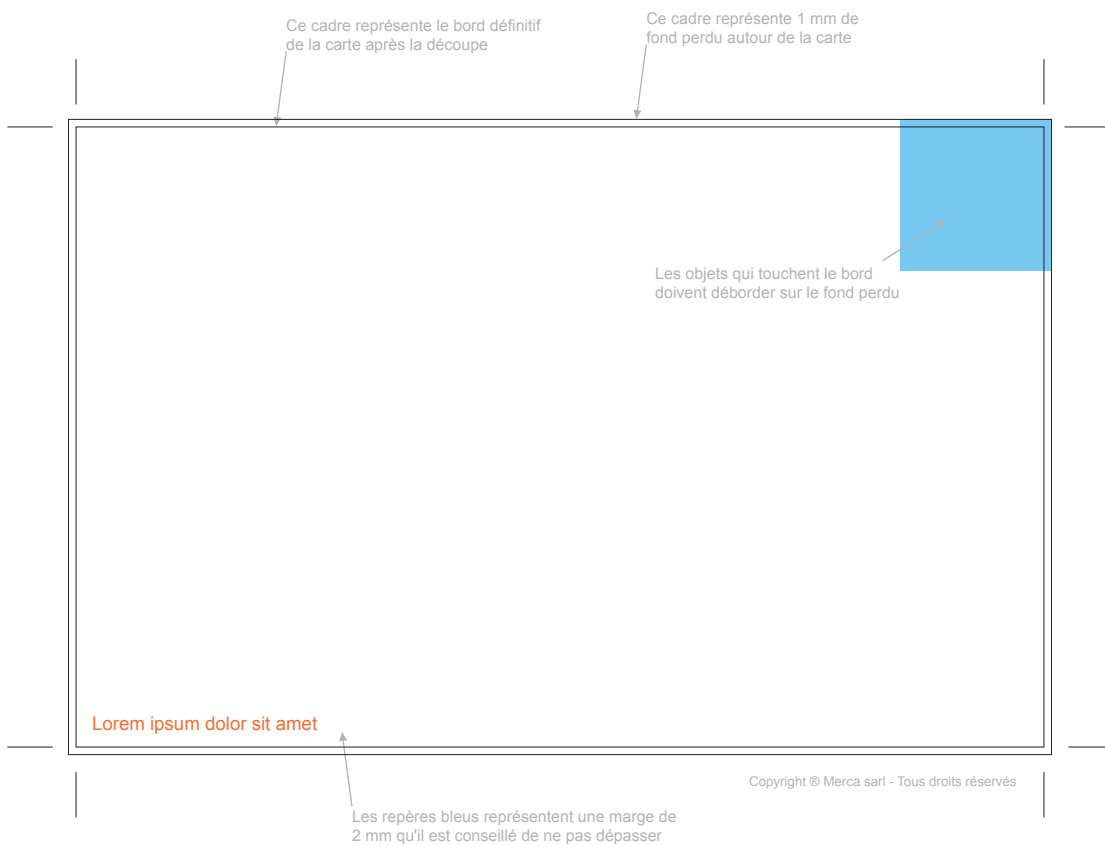 Ce cadre représente le bord définitif
de la carte après la découpe
Ce cadre représente 1 mm de
fond perdu autour de la carte
Les objets qui touchent le bord
doivent déborder sur le fond perdu
Lorem ipsum dolor sit amet
Copyright ® Merca sarl - Tous droits réservés
Les repères bleus représentent une marge de
2 mm qu'il est conseillé de ne pas dépasser